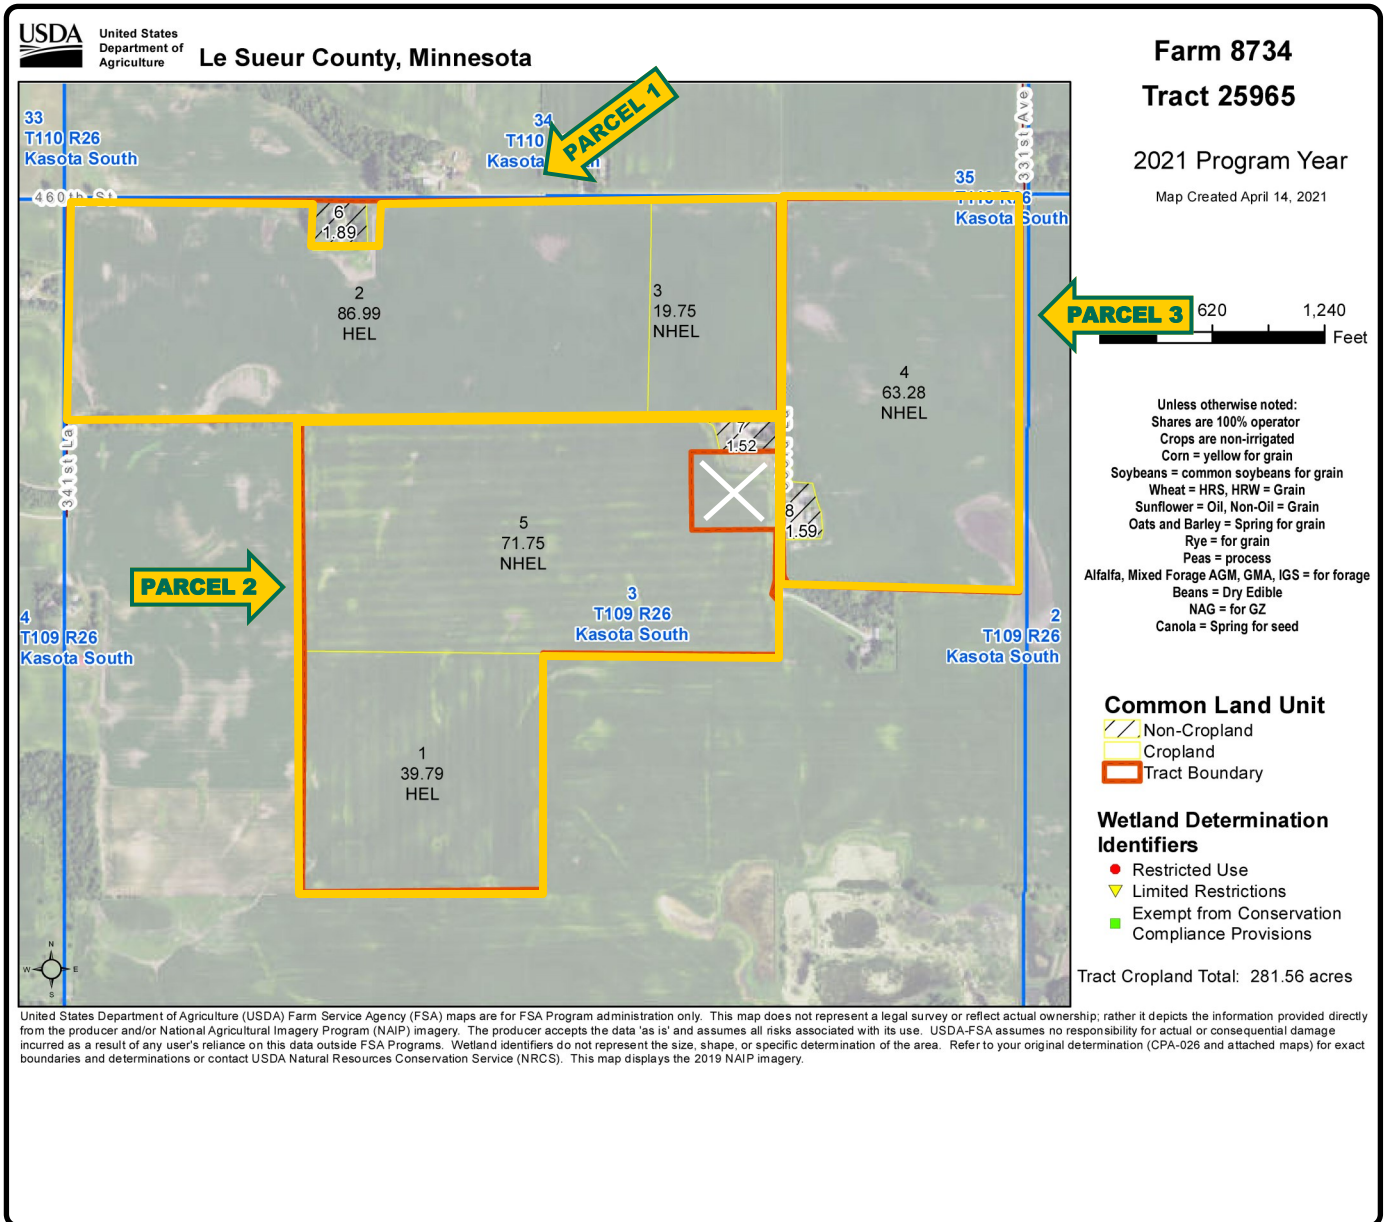 USDA
United States
Department of
Agriculture
Le Sueur County, Minnesota
Farm 8734
Tract 25965
2021 Program Year
Map Created April 14, 2021
33
T110 R26
Kasota South
34
T110
Kasota
PARCEL 1
331st Ave
35
T110 R26
Kasota South
460th St
6
1.89
2
86.99
HEL
3
19.75
NHEL
4
63.28
NHEL
PARCEL 3
620
1,240
Feet
341st La
7
1.52
8
1.59
5
71.75
NHEL
PARCEL 2
3
T109 R26
Kasota South
4
T109 R26
Kasota South
2
T109 R26
Kasota South
1
39.79
HEL
N
W
E
S
Unless otherwise noted:
Shares are 100% operator
Crops are non-irrigated
Corn = yellow for grain
Soybeans = common soybeans for grain
Wheat = HRS, HRW = Grain
Sunflower = Oil, Non-Oil = Grain
Oats and Barley = Spring for grain
Rye = for grain
Peas = process
Alfalfa, Mixed Forage AGM, GMA, IGS = for forage
Beans = Dry Edible
NAG = for GZ
Canola = Spring for seed
Common Land Unit
Non-Cropland
Cropland
Tract Boundary
Wetland Determination
Identifiers
Restricted Use
Limited Restrictions
Exempt from Conservation
Compliance Provisions
Tract Cropland Total: 281.56 acres
United States Department of Agriculture (USDA) Farm Service Agency (FSA) maps are for FSA Program administration only. This map does not represent a legal survey or reflect actual ownership; rather it depicts the information provided directly
from the producer and/or National Agricultural Imagery Program (NAIP) imagery. The producer accepts the data 'as is' and assumes all risks associated with its use. USDA-FSA assumes no responsibility for actual or consequential damage
incurred as a result of any user's reliance on this data outside FSA Programs. Wetland identifiers do not represent the size, shape, or specific determination of the area. Refer to your original determination (CPA-026 and attached maps) for exact
boundaries and determinations or contact USDA Natural Resources Conservation Service (NRCS). This map displays the 2019 NAIP imagery.